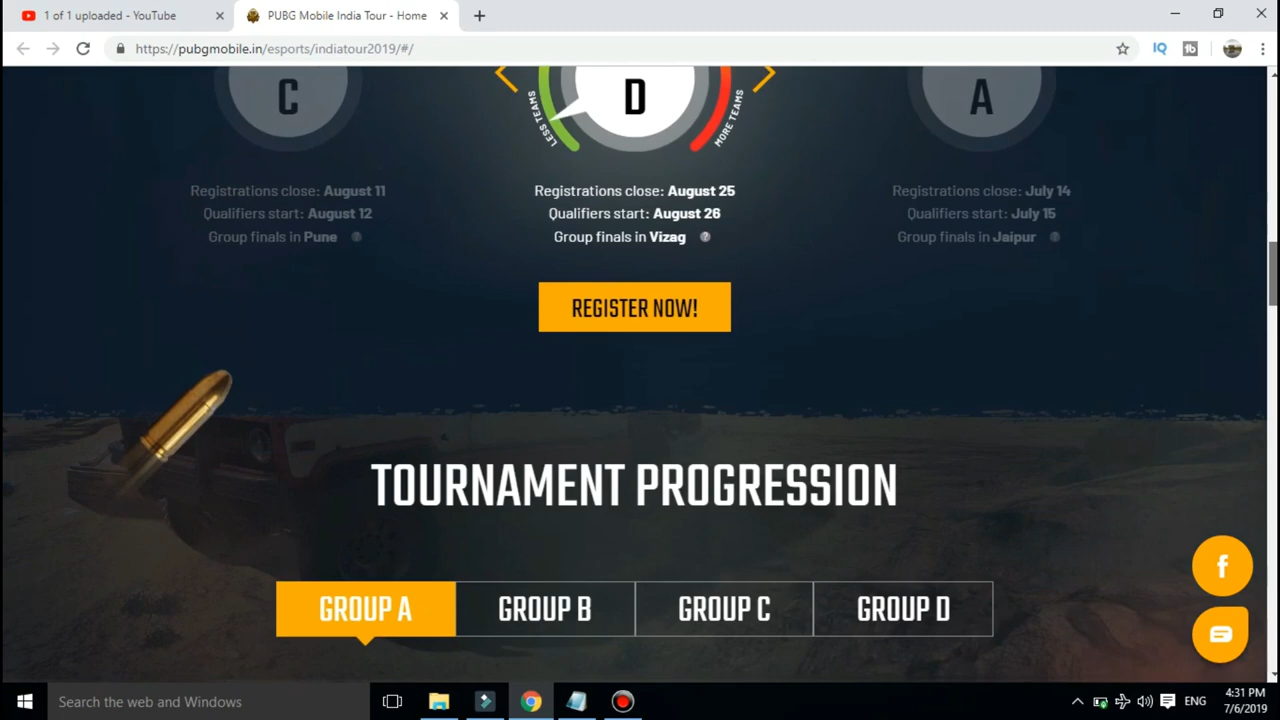 1 of 1 uploaded - YouTube
PUBG Mobile India Tour - Home
https://pubgmobile.in/esports/indiatour2019/#/
IQ
tb
C
D
A
LESS TEAMS
MORE TEAMS
Registrations close: August 11
Qualifiers start: August 12
Group finals in Pune ?
Registrations close: August 25
Qualifiers start: August 26
Group finals in Vizag ?
Registrations close: July 14
Qualifiers start: July 15
Group finals in Jaipur ?
REGISTER NOW!
TOURNAMENT PROGRESSION
GROUP A
GROUP B
GROUP C
GROUP D
f
Search the web and Windows
ENG
4:31 PM
7/6/2019